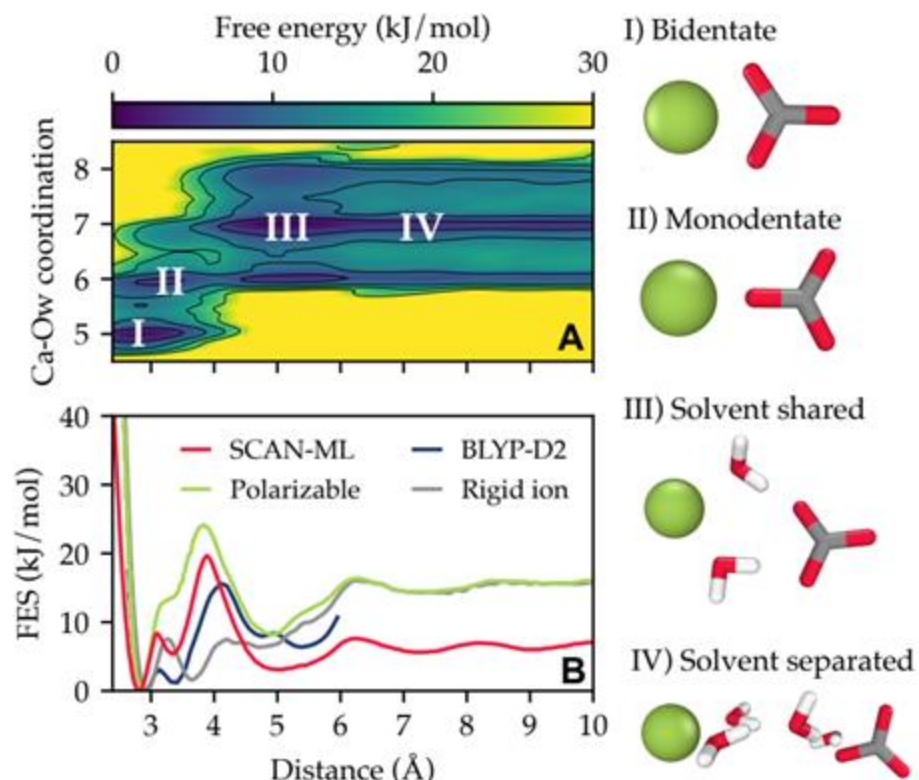 Free energy (kJ/mol)
0 10 20 30
Ca-Ow coordination
8
7
6
5
I
II
III
IV
A
FES (kJ/mol)
40
30
20
10
0
SCAN-ML
BLYP-D2
Polarizable
Rigid ion
B
3 4 5 6 7 8 9 10
Distance (Å)
I) Bidentate
II) Monodentate
III) Solvent shared
IV) Solvent separated